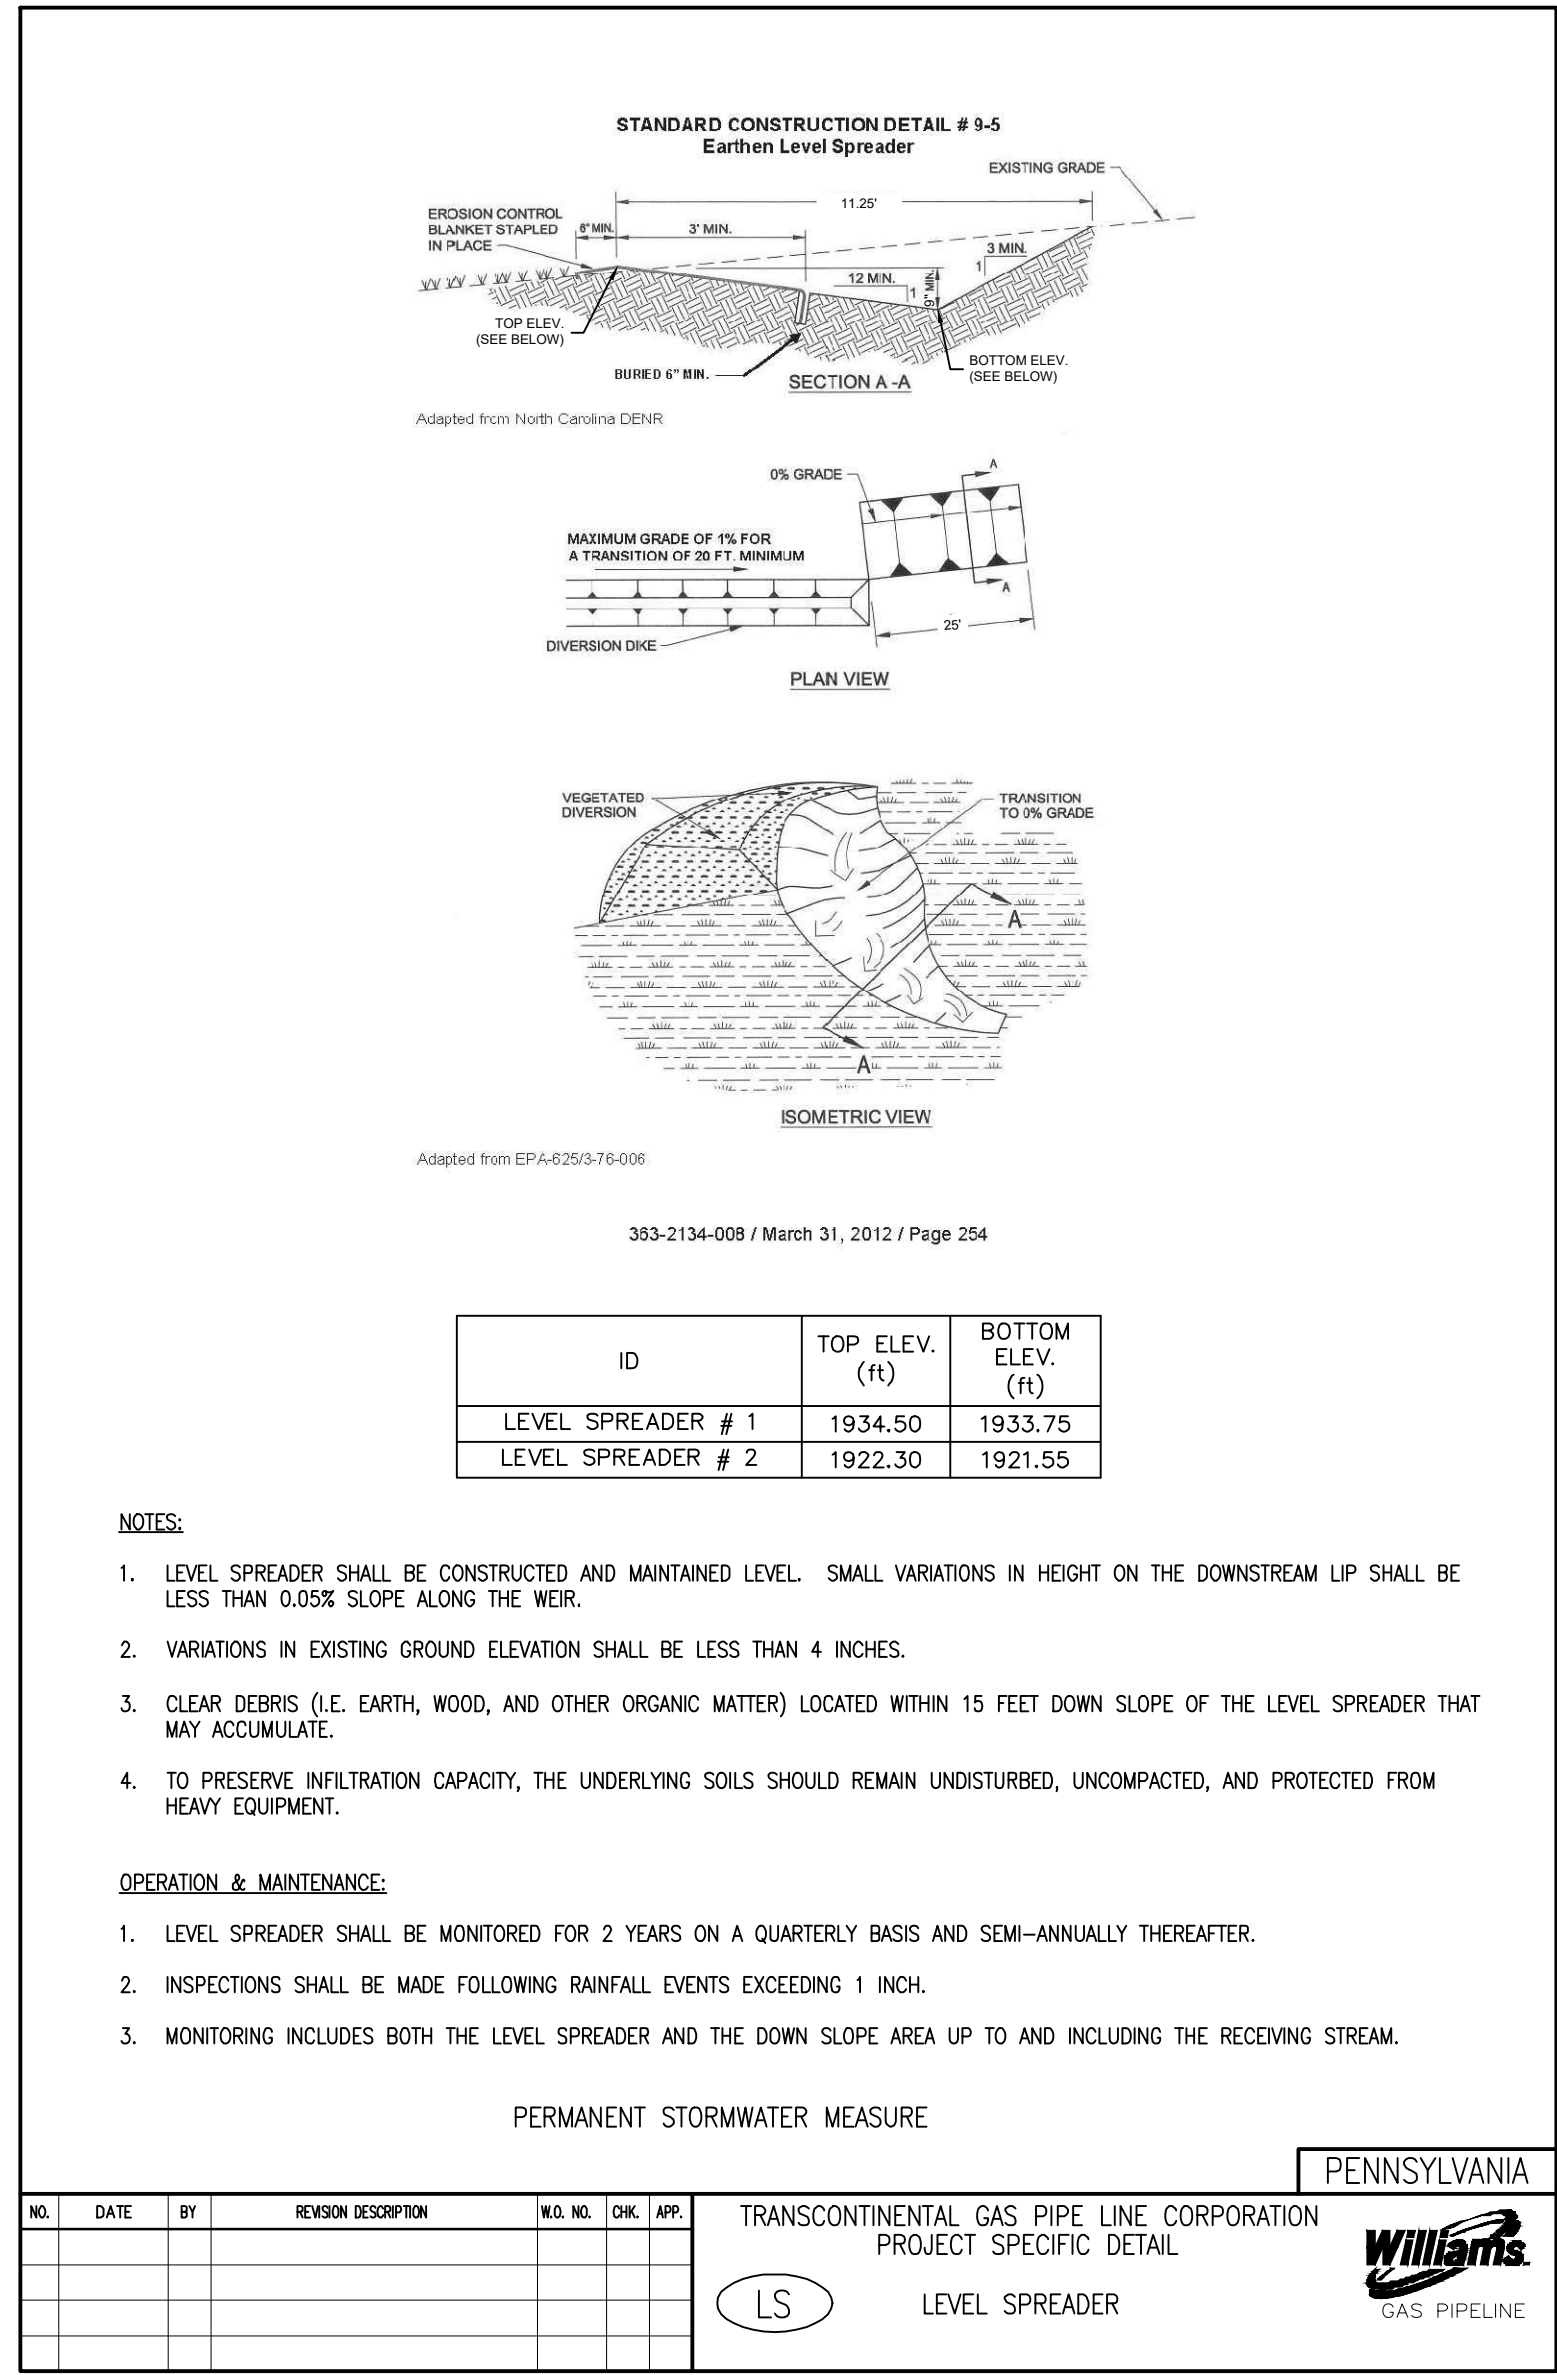 STANDARD CONSTRUCTION DETAIL # 9-5
Earthen Level Spreader
EXISTING GRADE
11.25'
EROSION CONTROL
BLANKET STAPLED
IN PLACE
6" MIN.
3' MIN.
3 MIN.
1
12 MIN.
1
9" MIN.
TOP ELEV.
(SEE BELOW)
BOTTOM ELEV.
(SEE BELOW)
BURIED 6" MIN.
SECTION A -A
Adapted from North Carolina DENR
A
0% GRADE
MAXIMUM GRADE OF 1% FOR
A TRANSITION OF 20 FT. MINIMUM
A
25'
DIVERSION DIKE
PLAN VIEW
VEGETATED
DIVERSION
TRANSITION
TO 0% GRADE
A
A
ISOMETRIC VIEW
Adapted from EPA-625/3-76-006
363-2134-008 / March 31, 2012 / Page 254
ID TOP ELEV. (ft) BOTTOM ELEV. (ft)
LEVEL SPREADER # 1 1934.50 1933.75
LEVEL SPREADER # 2 1922.30 1921.55
NOTES:
1. LEVEL SPREADER SHALL BE CONSTRUCTED AND MAINTAINED LEVEL. SMALL VARIATIONS IN HEIGHT ON THE DOWNSTREAM LIP SHALL BE
LESS THAN 0.05% SLOPE ALONG THE WEIR.
2. VARIATIONS IN EXISTING GROUND ELEVATION SHALL BE LESS THAN 4 INCHES.
3. CLEAR DEBRIS (I.E. EARTH, WOOD, AND OTHER ORGANIC MATTER) LOCATED WITHIN 15 FEET DOWN SLOPE OF THE LEVEL SPREADER THAT
MAY ACCUMULATE.
4. TO PRESERVE INFILTRATION CAPACITY, THE UNDERLYING SOILS SHOULD REMAIN UNDISTURBED, UNCOMPACTED, AND PROTECTED FROM
HEAVY EQUIPMENT.
OPERATION & MAINTENANCE:
1. LEVEL SPREADER SHALL BE MONITORED FOR 2 YEARS ON A QUARTERLY BASIS AND SEMI-ANNUALLY THEREAFTER.
2. INSPECTIONS SHALL BE MADE FOLLOWING RAINFALL EVENTS EXCEEDING 1 INCH.
3. MONITORING INCLUDES BOTH THE LEVEL SPREADER AND THE DOWN SLOPE AREA UP TO AND INCLUDING THE RECEIVING STREAM.
PERMANENT STORMWATER MEASURE
PENNSYLVANIA
NO. DATE BY REVISION DESCRIPTION W.O. NO. CHK. APP.
TRANSCONTINENTAL GAS PIPE LINE CORPORATION
PROJECT SPECIFIC DETAIL
LS
LEVEL SPREADER
Williams
GAS PIPELINE